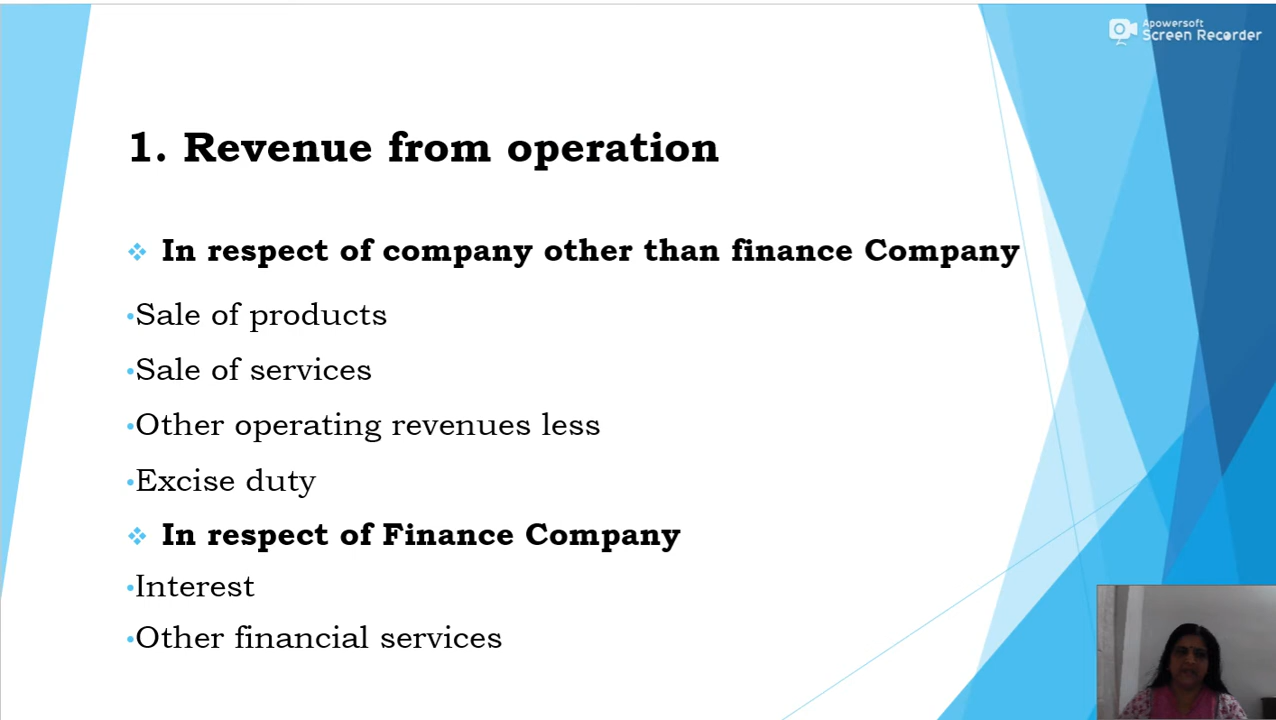 Apowersoft
Screen Recorder
1. Revenue from operation
❖ In respect of company other than finance Company
•Sale of products
•Sale of services
•Other operating revenues less
•Excise duty
❖ In respect of Finance Company
•Interest
•Other financial services